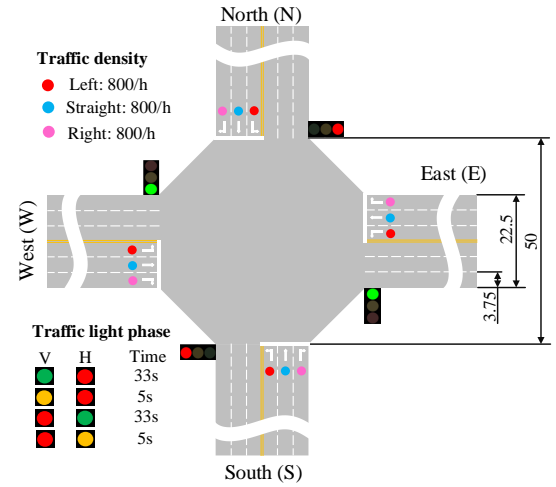 North (N)
Traffic density
Left: 800/h
Straight: 800/h
Right: 800/h
East (E)
West (W)
22.5
50
3.75
Traffic light phase
V H Time
33s
5s
33s
5s
South (S)